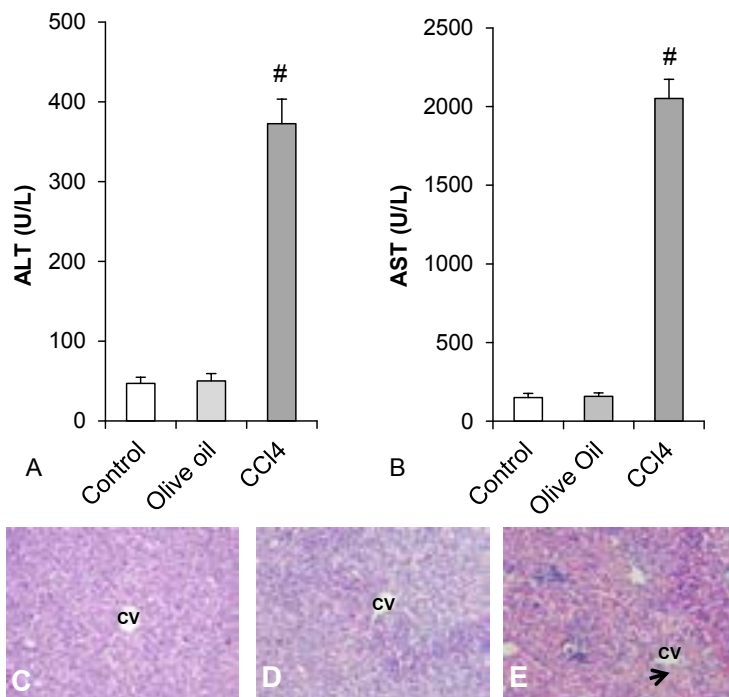 500
400
300
200
100
0
ALT (U/L)
#
Control
Olive oil
CCl4
A
2500
2000
1500
1000
500
0
AST (U/L)
#
Control
Olive Oil
CCl4
B
CV
C
CV
D
CV
E